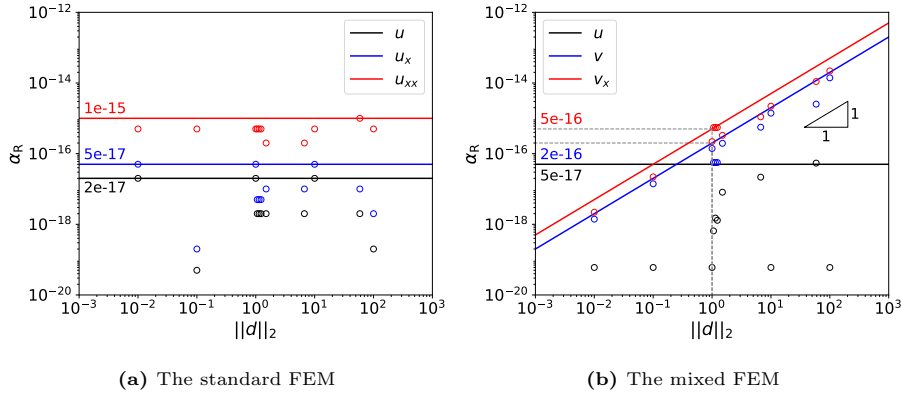 10^−12
10^−14
10^−16
10^−18
10^−20
α_R
u
u_x
u_xx
1e-15
5e-17
2e-17
10^−3 10^−2 10^−1 10^0 10^1 10^2 10^3
||d||_2
(a) The standard FEM
10^−12
10^−14
10^−16
10^−18
10^−20
α_R
u
v
v_x
5e-16
2e-16
5e-17
1
1
10^−3 10^−2 10^−1 10^0 10^1 10^2 10^3
||d||_2
(b) The mixed FEM